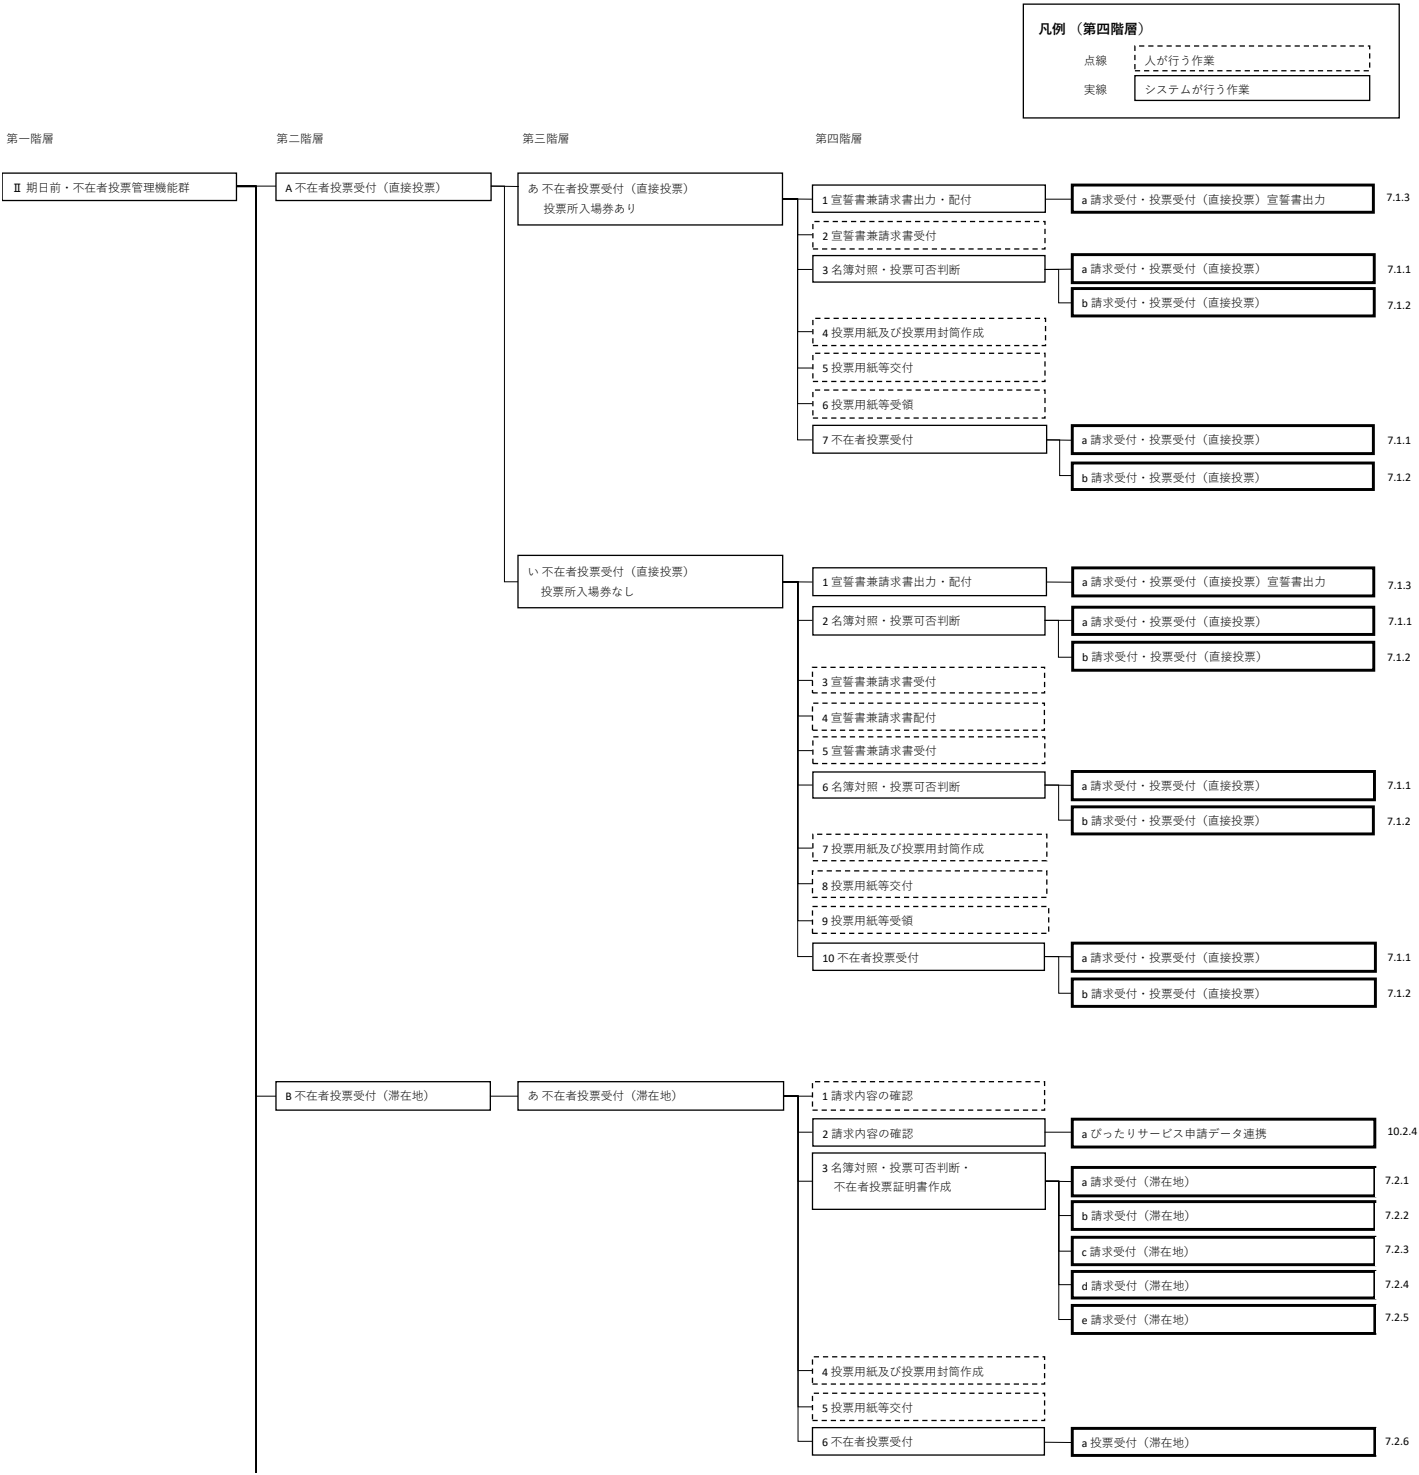 凡例 （第四階層）
点線 人が行う作業
実線 システムが行う作業
第一階層 第二階層 第三階層 第四階層
Ⅱ 期日前・不在者投票管理機能群
A 不在者投票受付（直接投票）
あ 不在者投票受付（直接投票）
投票所入場券あり
1 宣誓書兼請求書出力・配付
a 請求受付・投票受付（直接投票）宣誓書出力 7.1.3
2 宣誓書兼請求書受付
3 名簿対照・投票可否判断
a 請求受付・投票受付（直接投票） 7.1.1
b 請求受付・投票受付（直接投票） 7.1.2
4 投票用紙及び投票用封筒作成
5 投票用紙等交付
6 投票用紙等受領
7 不在者投票受付
a 請求受付・投票受付（直接投票） 7.1.1
b 請求受付・投票受付（直接投票） 7.1.2
い 不在者投票受付（直接投票）
投票所入場券なし
1 宣誓書兼請求書出力・配付
a 請求受付・投票受付（直接投票）宣誓書出力 7.1.3
2 名簿対照・投票可否判断
a 請求受付・投票受付（直接投票） 7.1.1
b 請求受付・投票受付（直接投票） 7.1.2
3 宣誓書兼請求書受付
4 宣誓書兼請求書配付
5 宣誓書兼請求書受付
6 名簿対照・投票可否判断
a 請求受付・投票受付（直接投票） 7.1.1
b 請求受付・投票受付（直接投票） 7.1.2
7 投票用紙及び投票用封筒作成
8 投票用紙等交付
9 投票用紙等受領
10 不在者投票受付
a 請求受付・投票受付（直接投票） 7.1.1
b 請求受付・投票受付（直接投票） 7.1.2
B 不在者投票受付（滞在地）
あ 不在者投票受付（滞在地）
1 請求内容の確認
2 請求内容の確認
a ぴったりサービス申請データ連携 10.2.4
3 名簿対照・投票可否判断・
不在者投票証明書作成
a 請求受付（滞在地） 7.2.1
b 請求受付（滞在地） 7.2.2
c 請求受付（滞在地） 7.2.3
d 請求受付（滞在地） 7.2.4
e 請求受付（滞在地） 7.2.5
4 投票用紙及び投票用封筒作成
5 投票用紙等交付
6 不在者投票受付
a 投票受付（滞在地） 7.2.6